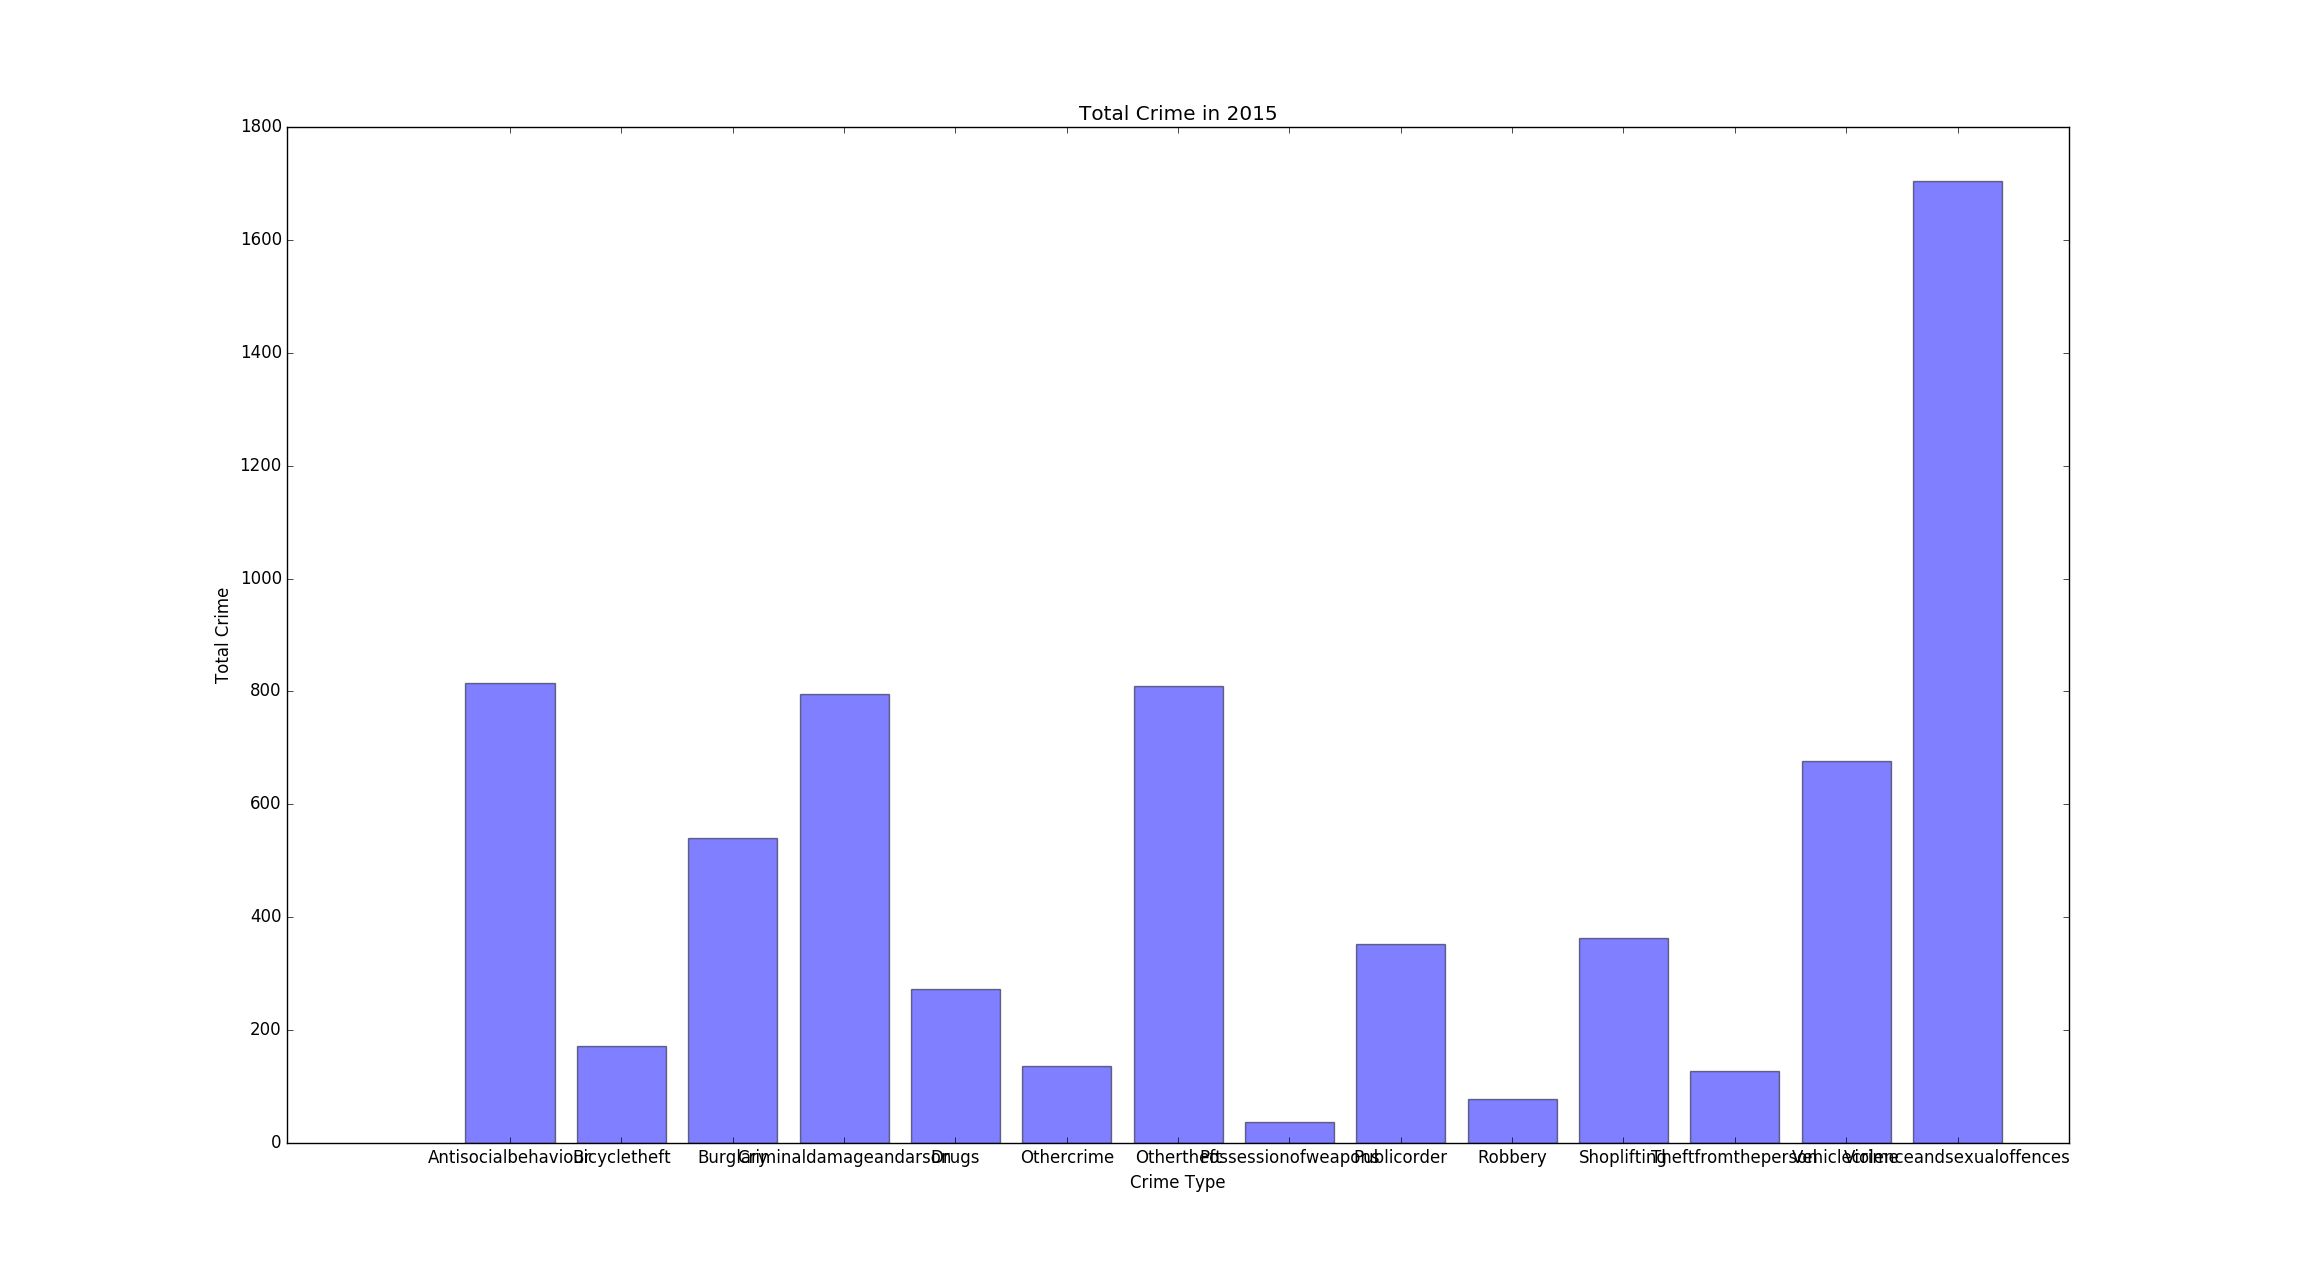 Total Crime in 2015
1800
1600
1400
1200
1000
800
600
400
200
0
Total Crime
Antisocialbehaviour Bicycletheft Burglary Criminaldamageandarson Drugs Othercrime Othertheft Possessionofweapons Publicorder Robbery Shoplifting Theftfromtheperson Vehiclecrime Violenceandsexualoffences
Crime Type